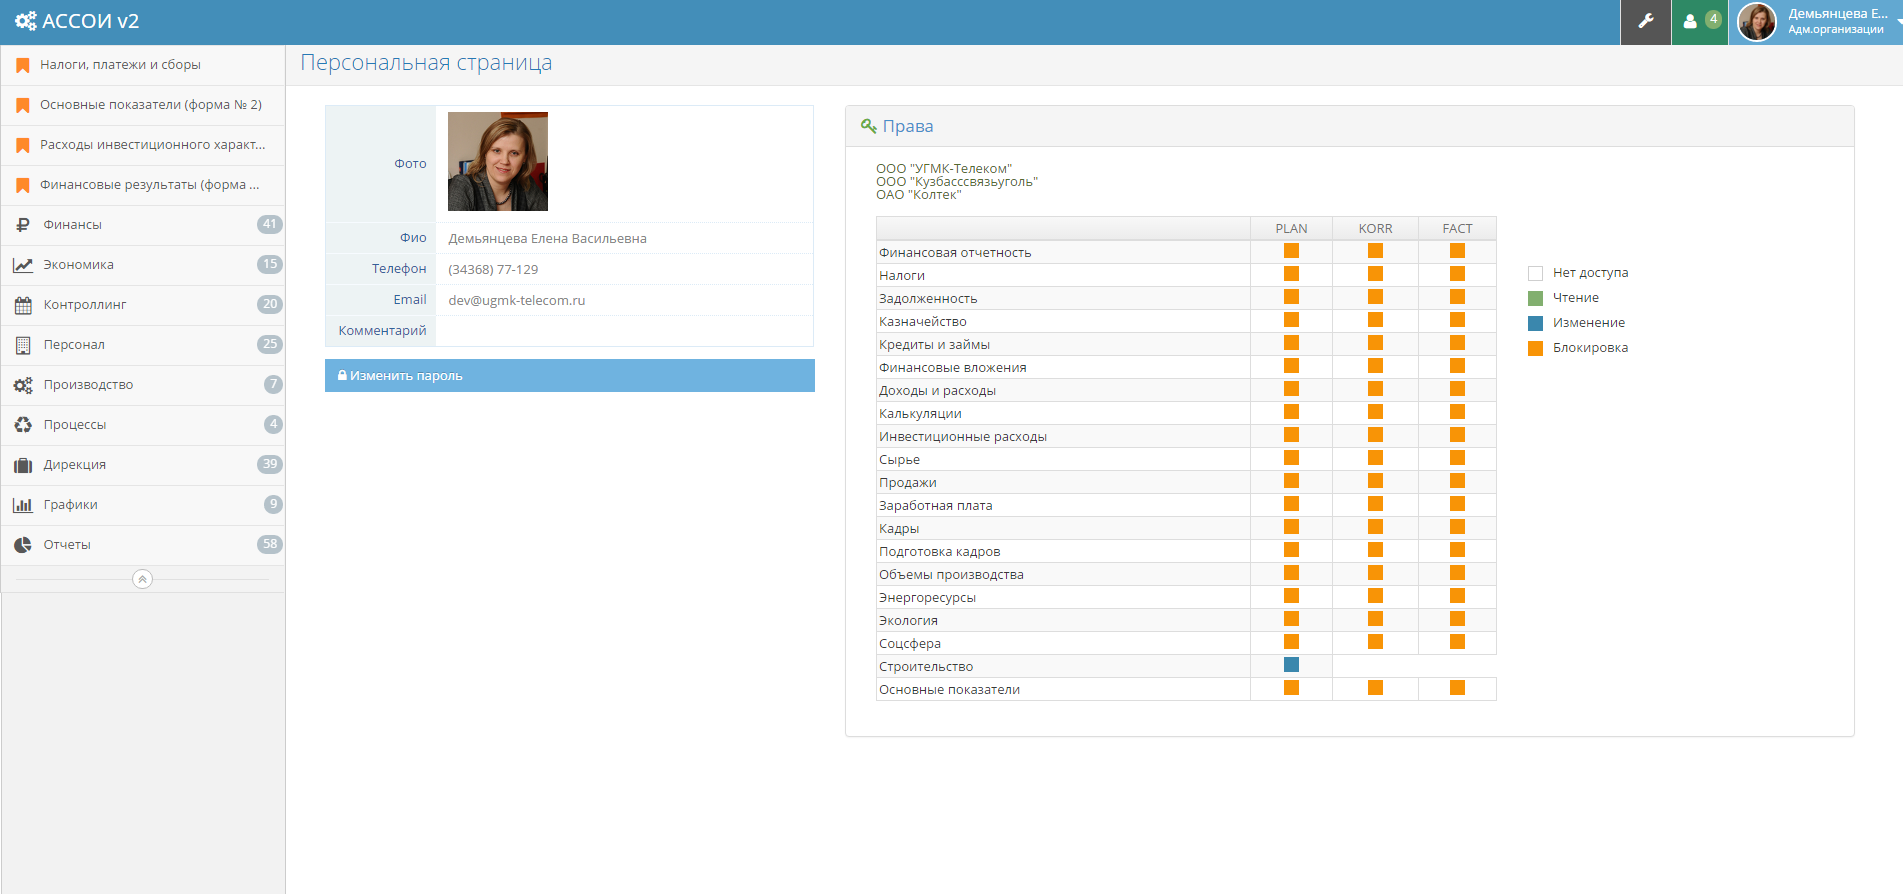 АССОИ v2
4
Демьянцева Е...
Адм.организации
Налоги, платежи и сборы
Основные показатели (форма № 2)
Расходы инвестиционного характ...
Финансовые результаты (форма ...
Финансы 41
Экономика 15
Контроллинг 20
Персонал 25
Производство 7
Процессы 4
Дирекция 39
Графики 9
Отчеты 58
Персональная страница
Фото
Фио Демьянцева Елена Васильевна
Телефон (34368) 77-129
Email dev@ugmk-telecom.ru
Комментарий
Изменить пароль
Права
ООО "УГМК-Телеком"
ООО "Кузбасссвязьуголь"
ОАО "Колтек"
PLAN KORR FACT
Финансовая отчетность
Налоги
Задолженность
Казначейство
Кредиты и займы
Финансовые вложения
Доходы и расходы
Калькуляции
Инвестиционные расходы
Сырье
Продажи
Заработная плата
Кадры
Подготовка кадров
Объемы производства
Энергоресурсы
Экология
Соцсфера
Строительство
Основные показатели
Нет доступа
Чтение
Изменение
Блокировка